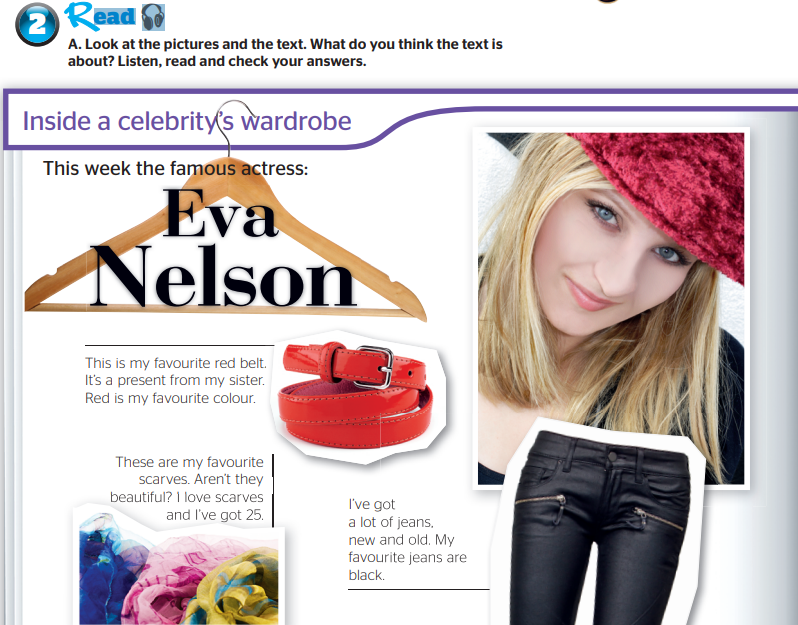 2 Read
A. Look at the pictures and the text. What do you think the text is
about? Listen, read and check your answers.
Inside a celebrity's wardrobe
This week the famous actress:
Eva
Nelson
This is my favourite red belt.
It's a present from my sister.
Red is my favourite colour.
These are my favourite
scarves. Aren't they
beautiful? I love scarves
and I've got 25.
I've got
a lot of jeans,
new and old. My
favourite jeans are
black.